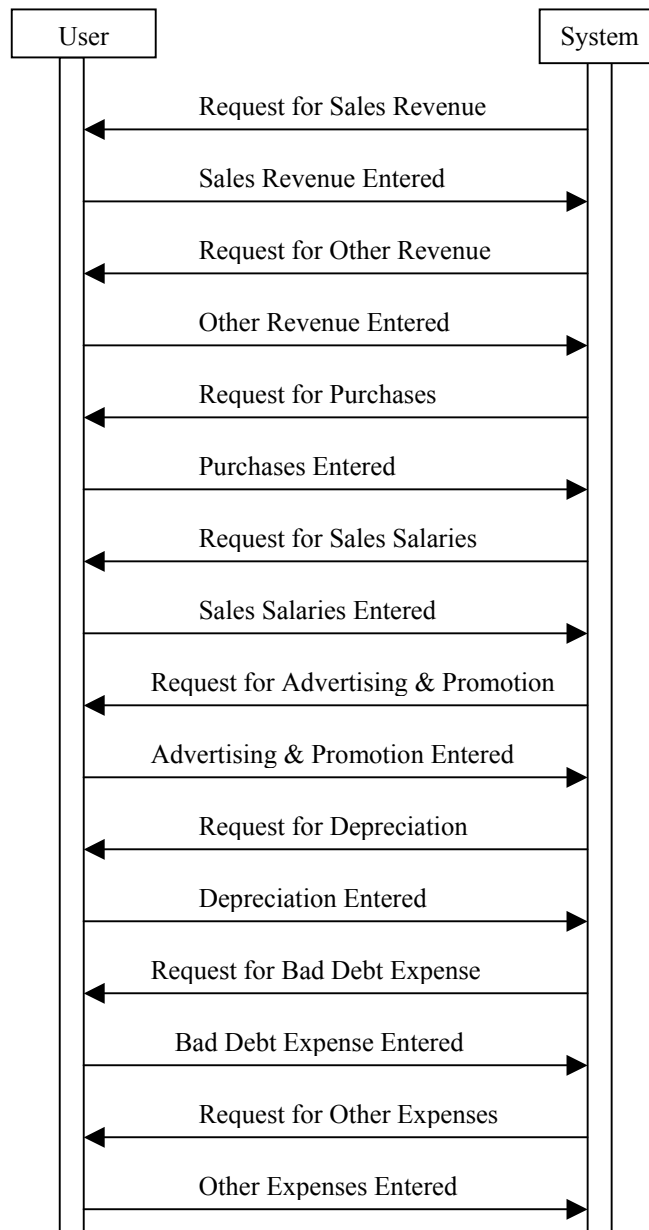 User
System
Request for Sales Revenue
Sales Revenue Entered
Request for Other Revenue
Other Revenue Entered
Request for Purchases
Purchases Entered
Request for Sales Salaries
Sales Salaries Entered
Request for Advertising & Promotion
Advertising & Promotion Entered
Request for Depreciation
Depreciation Entered
Request for Bad Debt Expense
Bad Debt Expense Entered
Request for Other Expenses
Other Expenses Entered